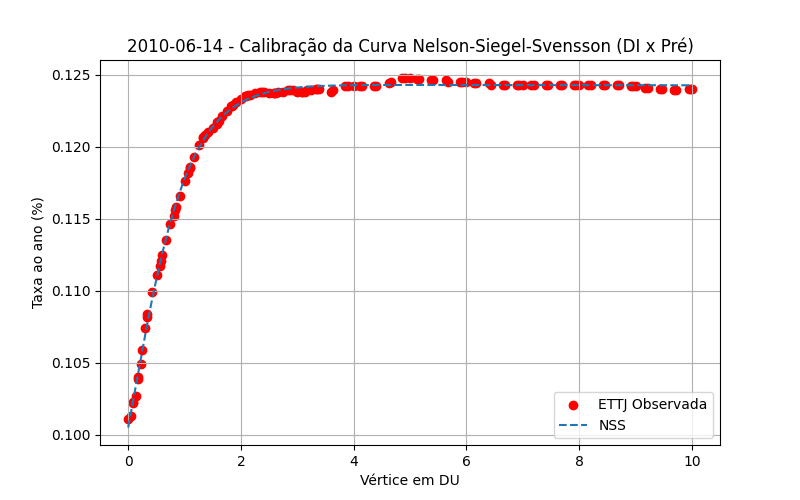 2010-06-14 - Calibração da Curva Nelson-Siegel-Svensson (DI x Pré)
0.125
0.120
0.115
0.110
0.105
0.100
Taxa ao ano (%)
ETTJ Observada
NSS
0 2 4 6 8 10
Vértice em DU